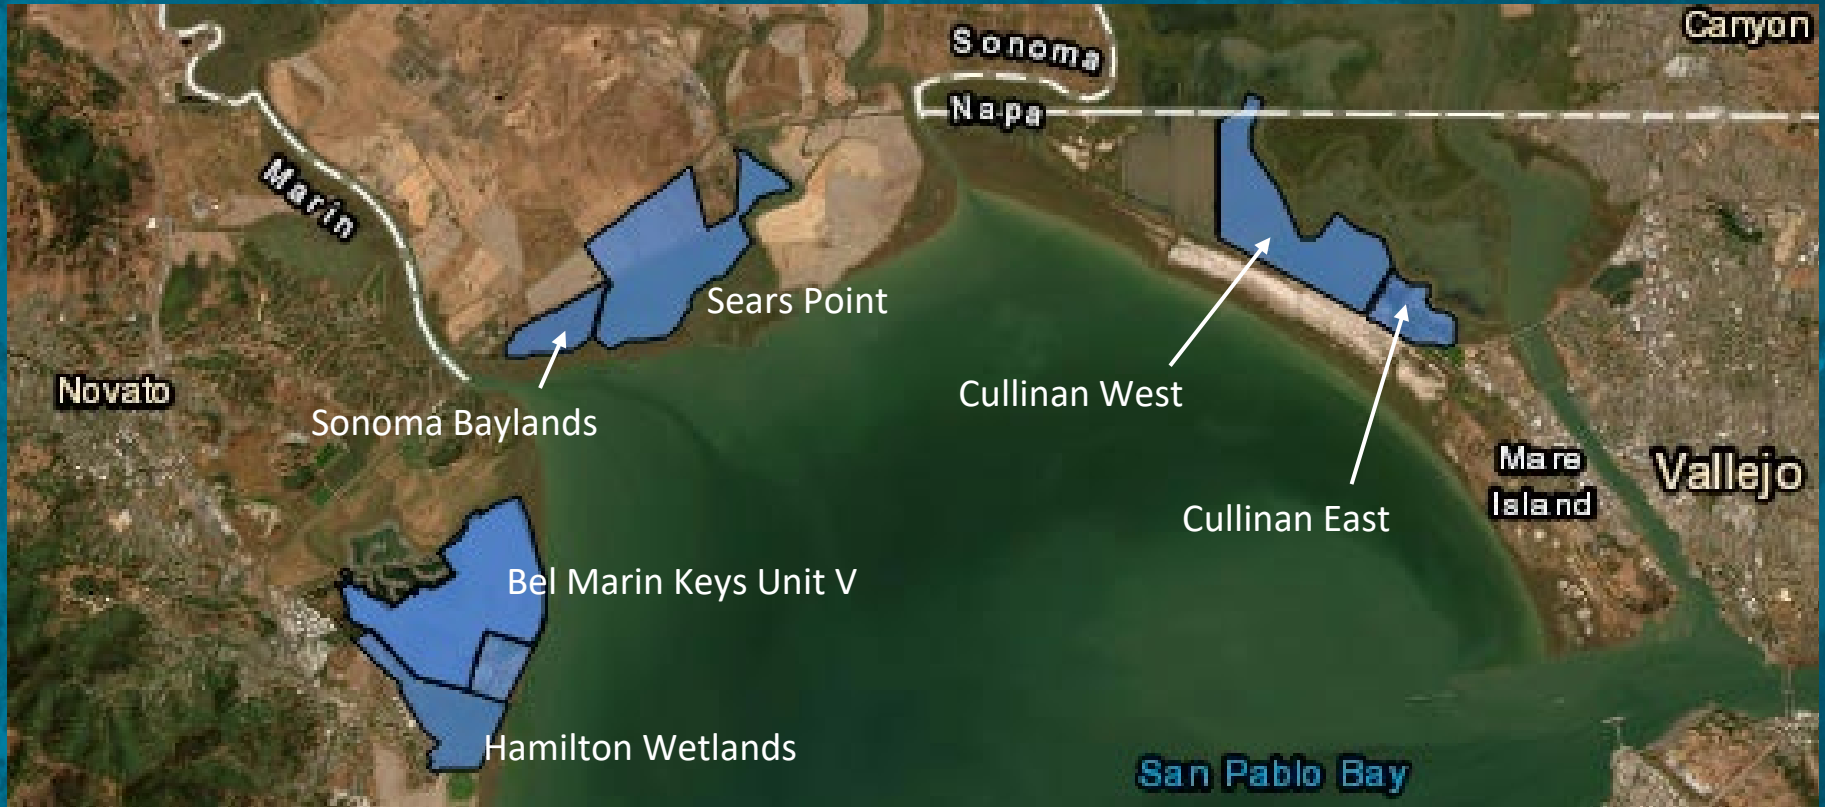 Canyon
Sonoma
Napa
Marin
Sears Point
Novato
Sonoma Baylands
Cullinan West
Mare
Island
Vallejo
Cullinan East
Bel Marin Keys Unit V
Hamilton Wetlands
San Pablo Bay